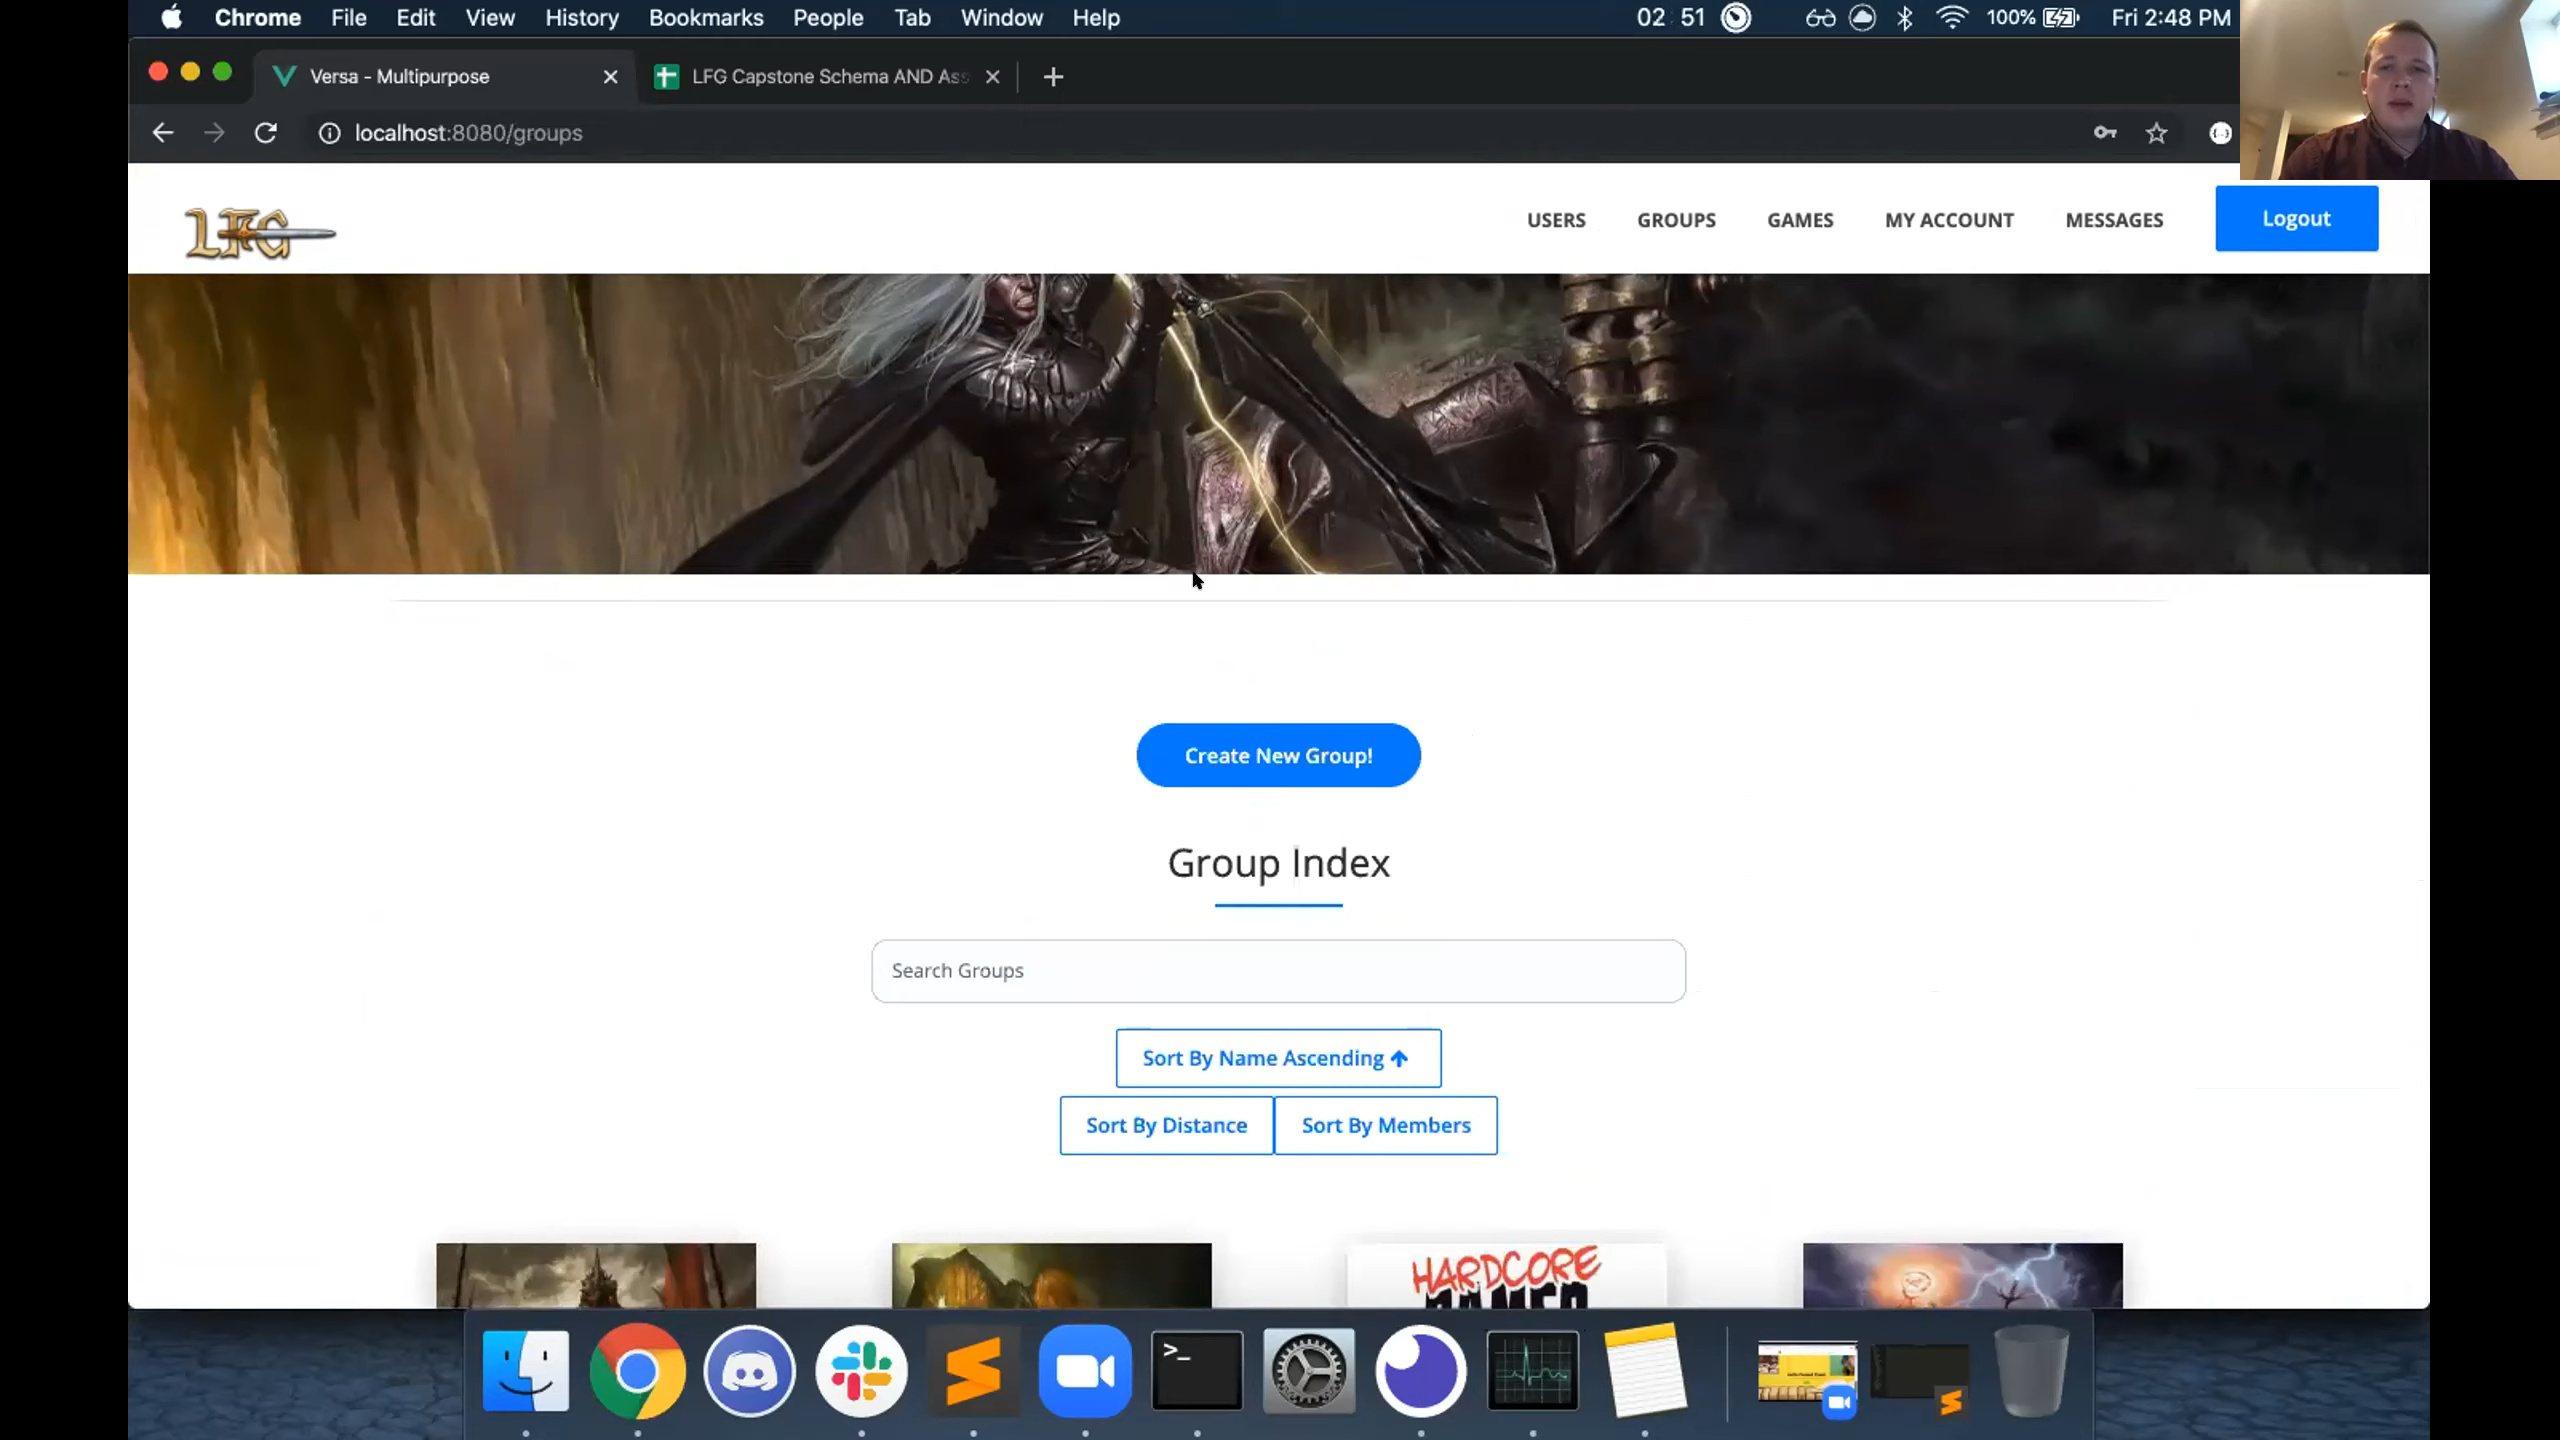 Chrome File Edit View History Bookmarks People Tab Window Help 02 51 100% Fri 2:48 PM
Versa - Multipurpose LFG Capstone Schema AND Ass
localhost:8080/groups
LFG USERS GROUPS GAMES MY ACCOUNT MESSAGES Logout
Create New Group!
Group Index
Search Groups
Sort By Name Ascending
Sort By Distance Sort By Members
HARDCORE
GAMER
>_